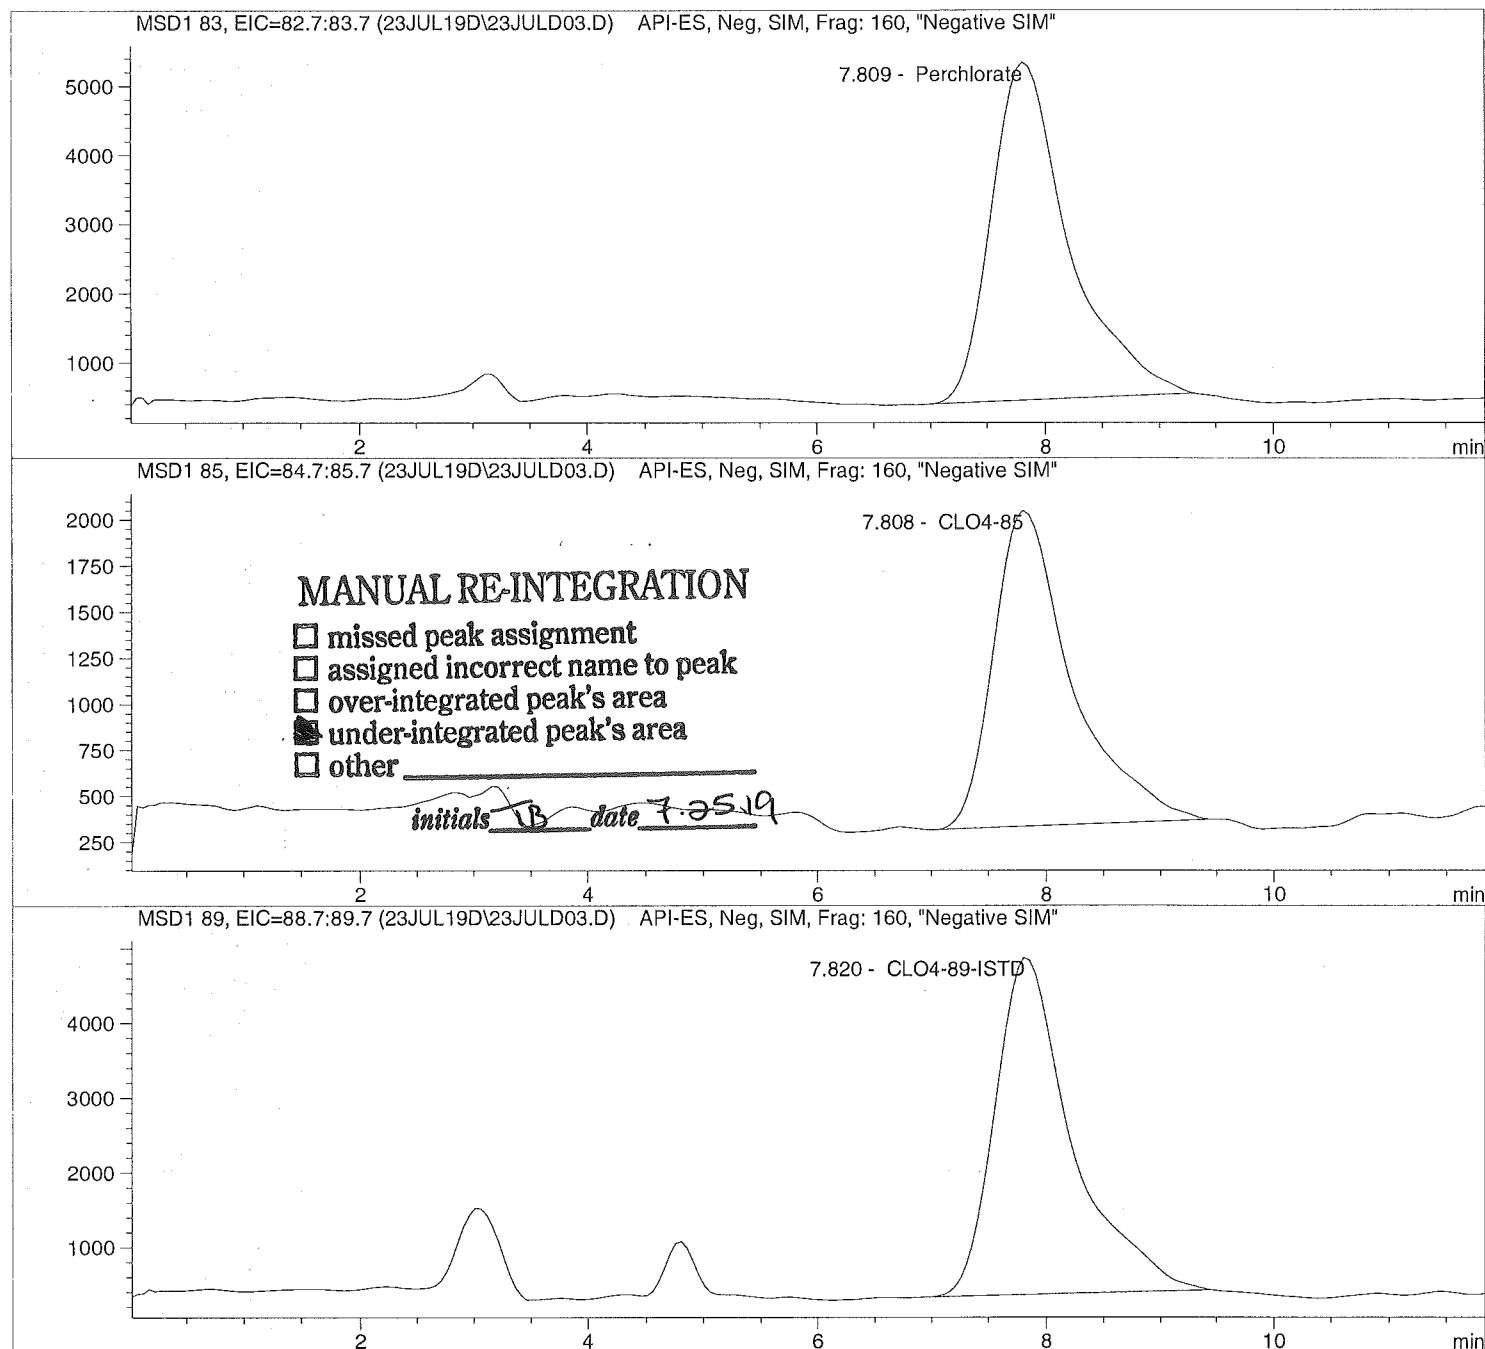 MSD1 83, EIC=82.7:83.7 (23JUL19D\23JULD03.D) API-ES, Neg, SIM, Frag: 160, "Negative SIM"
7.809 - Perchlorate
5000
4000
3000
2000
1000
2 4 6 8 10 min
MSD1 85, EIC=84.7:85.7 (23JUL19D\23JULD03.D) API-ES, Neg, SIM, Frag: 160, "Negative SIM"
7.808 - CLO4-85
2000
1750
1500
1250
1000
750
500
250
MANUAL RE-INTEGRATION
missed peak assignment
assigned incorrect name to peak
over-integrated peak's area
under-integrated peak's area
other
initials date 7.25.19
2 4 6 8 10 min
MSD1 89, EIC=88.7:89.7 (23JUL19D\23JULD03.D) API-ES, Neg, SIM, Frag: 160, "Negative SIM"
7.820 - CLO4-89-ISTD
4000
3000
2000
1000
2 4 6 8 10 min